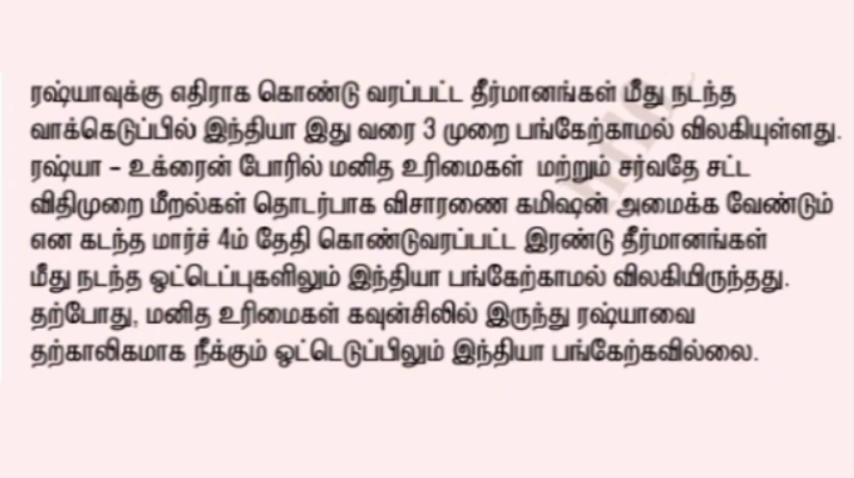 ரஷ்யாவுக்கு எதிராக கொண்டு வரப்பட்ட தீர்மானங்கள் மீது நடந்த
வாக்கெடுப்பில் இந்தியா இது வரை 3 முறை பங்கேற்காமல் விலகியுள்ளது.
ரஷ்யா – உக்ரைன் போரில் மனித உரிமைகள் மற்றும் சர்வதே சட்ட
விதிமுறை மீறல்கள் தொடர்பாக விசாரணை கமிஷன் அமைக்க வேண்டும்
என கடந்த மார்ச் 4ம் தேதி கொண்டுவரப்பட்ட இரண்டு தீர்மானங்கள்
மீது நடந்த ஒட்டெப்புகளிலும் இந்தியா பங்கேற்காமல் விலகியிருந்தது.
தற்போது, மனித உரிமைகள் கவுன்சிலில் இருந்து ரஷ்யாவை
தற்காலிகமாக நீக்கும் ஒட்டெடுப்பிலும் இந்தியா பங்கேற்கவில்லை.